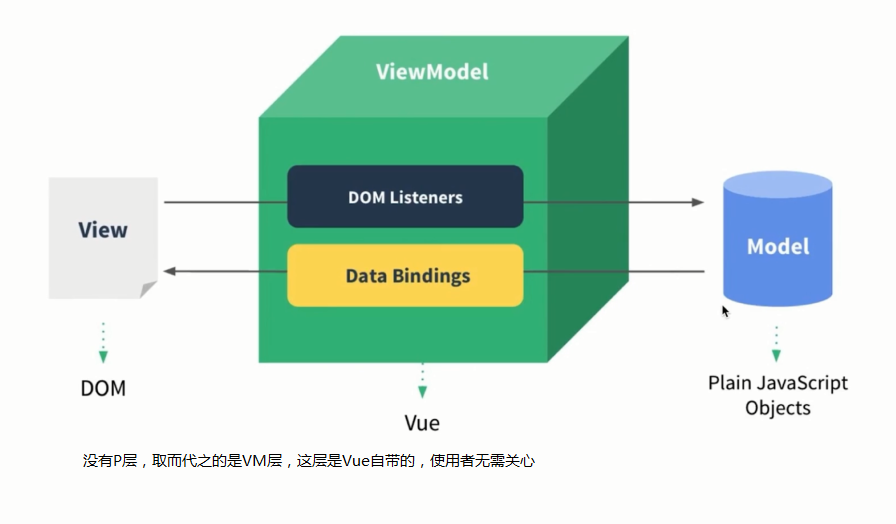 ViewModel
DOM Listeners
View
Model
Data Bindings
DOM
Plain JavaScript
Objects
Vue
没有P层，取而代之的是VM层，这层是Vue自带的，使用者无需关心